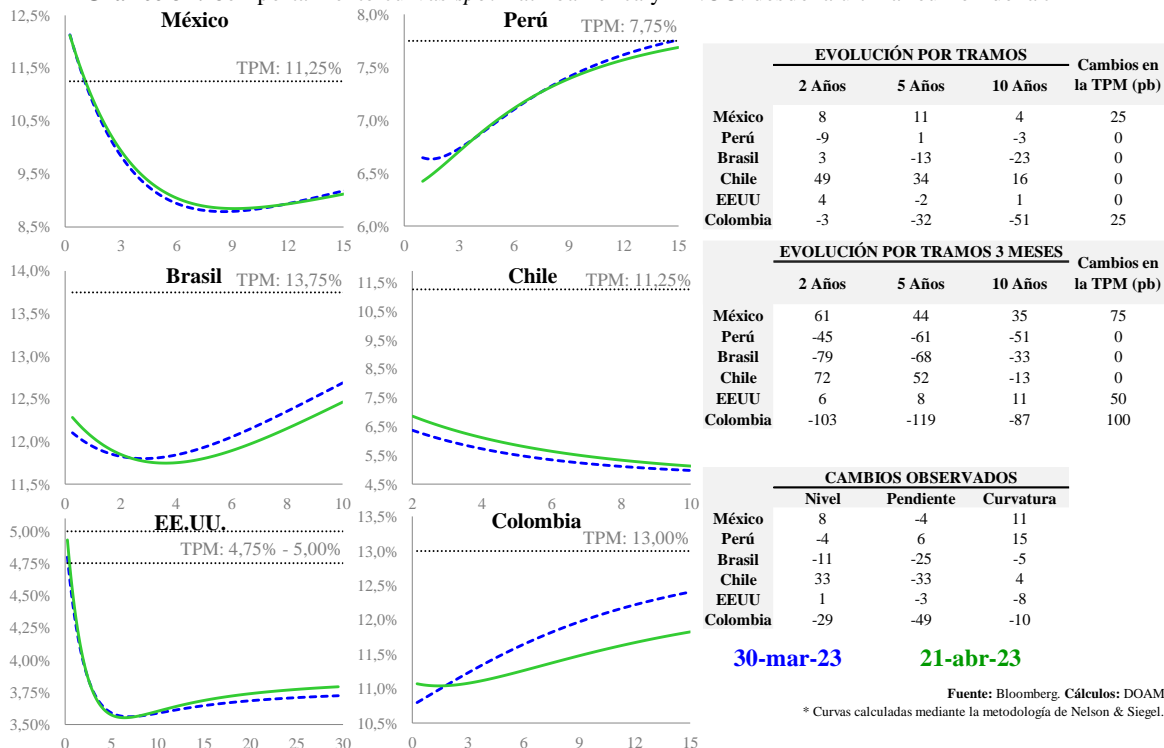 México
12,5%
11,5%
10,5%
9,5%
8,5%
TPM: 11,25%
0 3 6 9 12 15
Perú
8,0%
7,5%
7,0%
6,5%
6,0%
TPM: 7,75%
0 3 6 9 12 15
Brasil
14,0%
13,5%
13,0%
12,5%
12,0%
11,5%
TPM: 13,75%
0 2 4 6 8 10
Chile
11,5%
10,5%
9,5%
8,5%
7,5%
6,5%
5,5%
4,5%
TPM: 11,25%
2 4 6 8 10
EE.UU.
5,00%
4,75%
4,50%
4,25%
4,00%
3,75%
3,50%
TPM: 4,75% - 5,00%
0 5 10 15 20 25 30
Colombia
13,5%
13,0%
12,5%
12,0%
11,5%
11,0%
10,5%
TPM: 13,00%
0 3 6 9 12 15
EVOLUCIÓN POR TRAMOS
Cambios en
la TPM (pb)
2 Años 5 Años 10 Años
México 8 11 4 25
Perú -9 1 -3 0
Brasil 3 -13 -23 0
Chile 49 34 16 0
EEUU 4 -2 1 0
Colombia -3 -32 -51 25
EVOLUCIÓN POR TRAMOS 3 MESES
Cambios en
la TPM (pb)
2 Años 5 Años 10 Años
México 61 44 35 75
Perú -45 -61 -51 0
Brasil -79 -68 -33 0
Chile 72 52 -13 0
EEUU 6 8 11 50
Colombia -103 -119 -87 100
CAMBIOS OBSERVADOS
Nivel Pendiente Curvatura
México 8 -4 11
Perú -4 6 15
Brasil -11 -25 -5
Chile 33 -33 4
EEUU 1 -3 -8
Colombia -29 -49 -10
30-mar-23 21-abr-23
Fuente: Bloomberg. Cálculos: DOAM
* Curvas calculadas mediante la metodología de Nelson & Siegel.